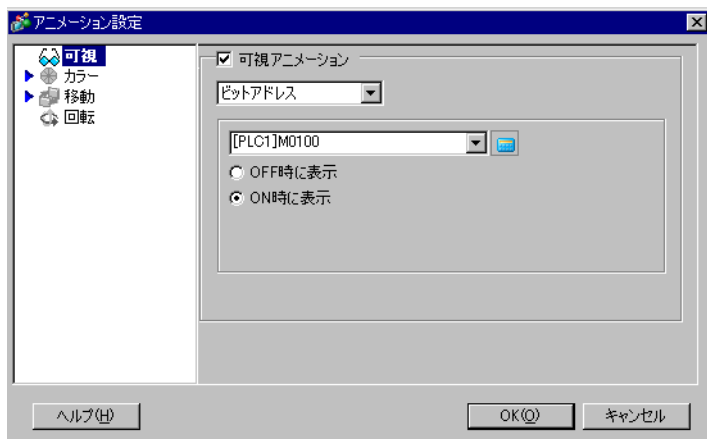 アニメーション設定
可視
カラー
移動
回転
可視アニメーション
ビットアドレス
[PLC1]M0100
OFF時に表示
ON時に表示
ヘルプ(H)
OK(O)
キャンセル